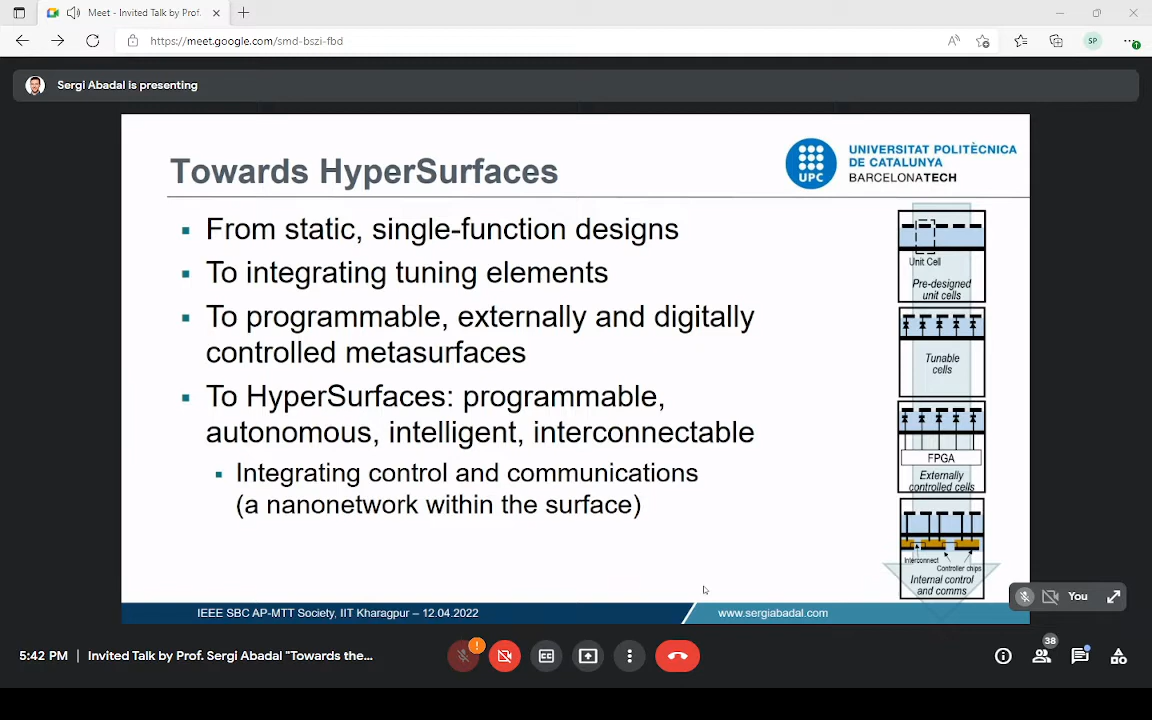 Meet - Invited Talk by Prof.
https://meet.google.com/smd-bszi-fbd
SP
Sergi Abadal is presenting
Towards HyperSurfaces
UPC
UNIVERSITAT POLITÈCNICA
DE CATALUNYA
BARCELONATECH
▪ From static, single-function designs
▪ To integrating tuning elements
▪ To programmable, externally and digitally
controlled metasurfaces
▪ To HyperSurfaces: programmable,
autonomous, intelligent, interconnectable
▪ Integrating control and communications
(a nanonetwork within the surface)
Unit Cell
Pre-designed
unit cells
Tunable
cells
FPGA
Externally
controlled cells
Interconnect
Controller chips
Internal control
and comms
You
IEEE SBC AP-MTT Society, IIT Kharagpur – 12.04.2022
www.sergiabadal.com
5:42 PM | Invited Talk by Prof. Sergi Abadal "Towards the...
38